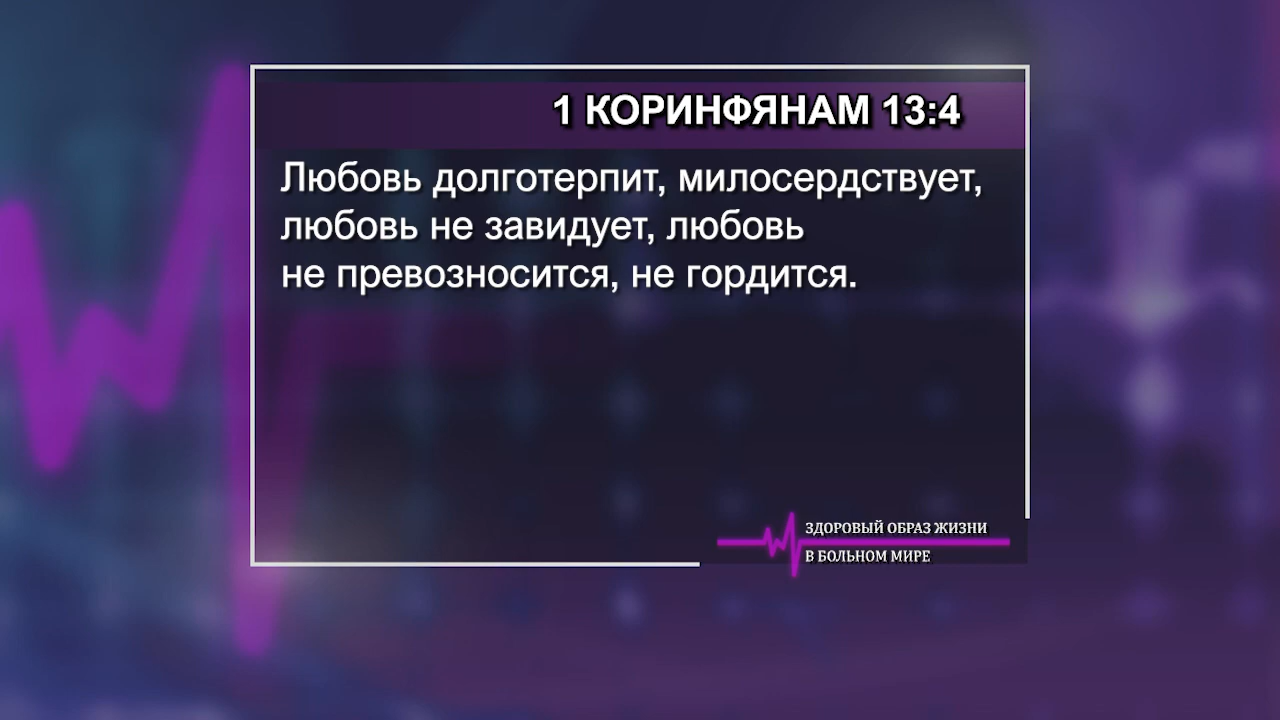 1 КОРИНФЯНАМ 13:4
Любовь долготерпит, милосердствует,
любовь не завидует, любовь
не превозносится, не гордится.
ЗДОРОВЫЙ ОБРАЗ ЖИЗНИ
В БОЛЬНОМ МИРЕ